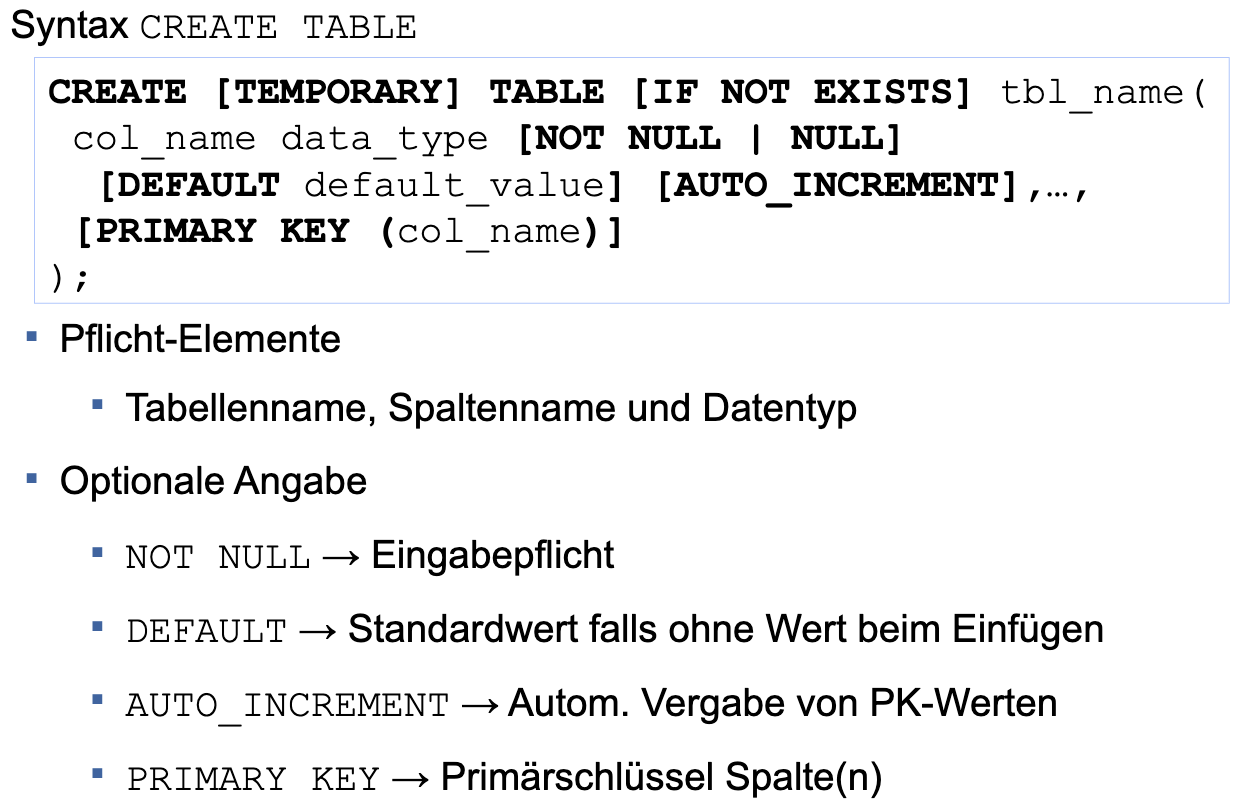 Syntax CREATE TABLE
CREATE [TEMPORARY] TABLE [IF NOT EXISTS] tbl_name(
col_name data_type [NOT NULL | NULL]
[DEFAULT default_value] [AUTO_INCREMENT],…,
[PRIMARY KEY (col_name)]
);
▪ Pflicht-Elemente
▪ Tabellenname, Spaltenname und Datentyp
▪ Optionale Angabe
▪ NOT NULL → Eingabepflicht
▪ DEFAULT → Standardwert falls ohne Wert beim Einfügen
▪ AUTO_INCREMENT → Autom. Vergabe von PK-Werten
▪ PRIMARY KEY → Primärschlüssel Spalte(n)